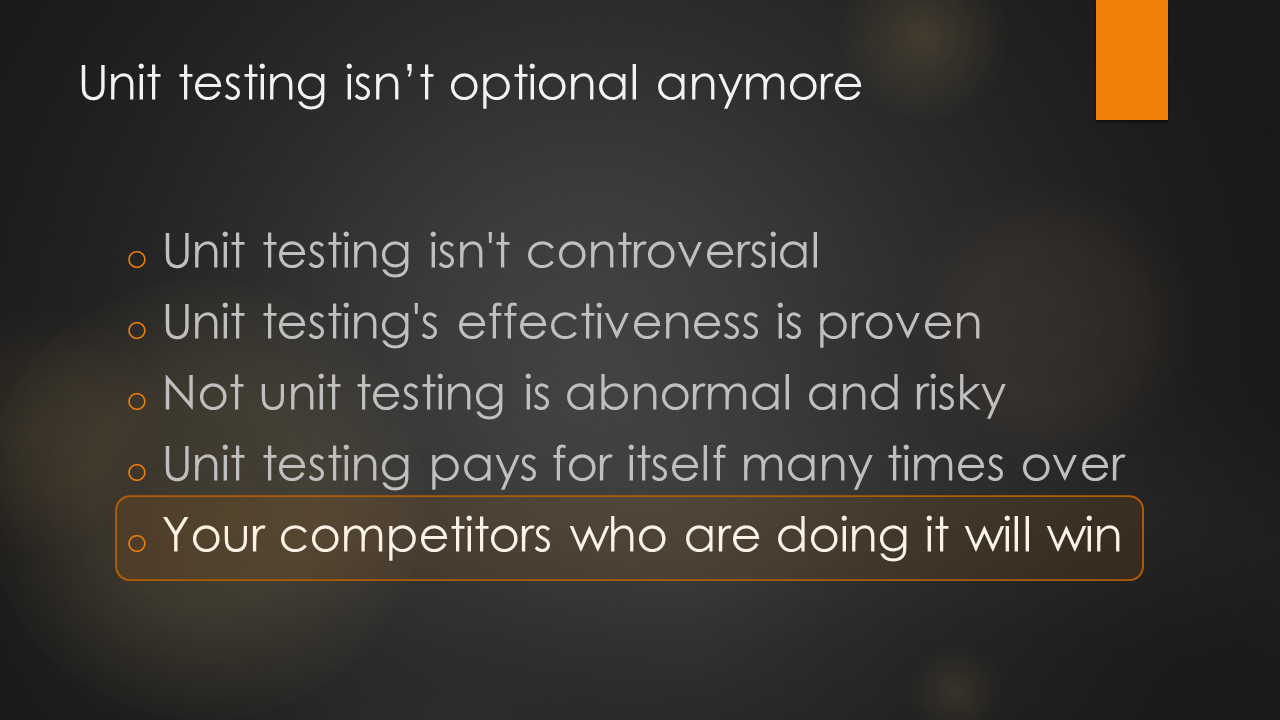 Unit testing isn’t optional anymore
Unit testing isn't controversial
Unit testing's effectiveness is proven
Not unit testing is abnormal and risky
Unit testing pays for itself many times over
Your competitors who are doing it will win